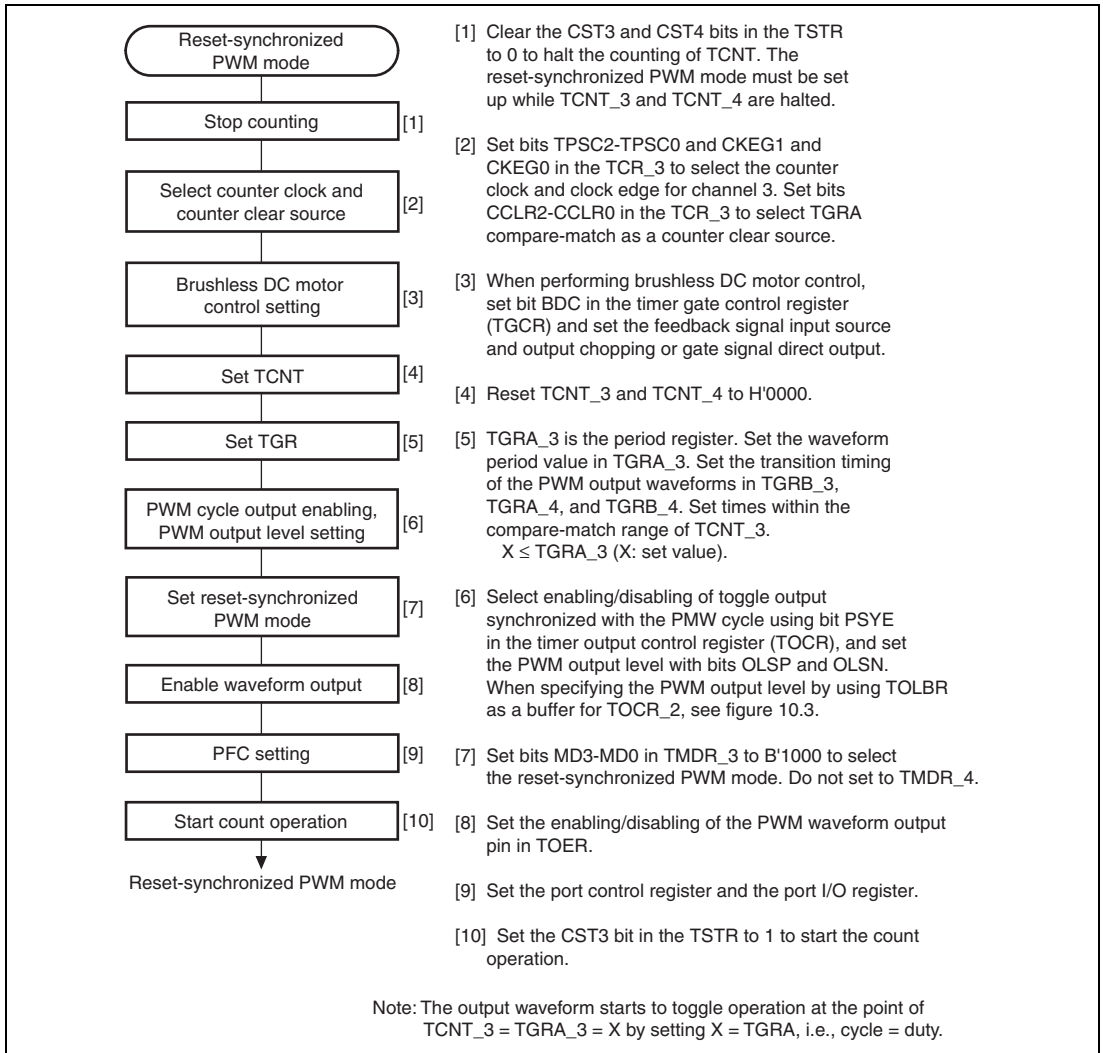 Reset-synchronized
PWM mode
Stop counting
[1]
Select counter clock and
counter clear source
[2]
Brushless DC motor
control setting
[3]
Set TCNT
[4]
Set TGR
[5]
PWM cycle output enabling,
PWM output level setting
[6]
Set reset-synchronized
PWM mode
[7]
Enable waveform output
[8]
PFC setting
[9]
Start count operation
[10]
Reset-synchronized PWM mode
[1] Clear the CST3 and CST4 bits in the TSTR
to 0 to halt the counting of TCNT. The
reset-synchronized PWM mode must be set
up while TCNT_3 and TCNT_4 are halted.
[2] Set bits TPSC2-TPSC0 and CKEG1 and
CKEG0 in the TCR_3 to select the counter
clock and clock edge for channel 3. Set bits
CCLR2-CCLR0 in the TCR_3 to select TGRA
compare-match as a counter clear source.
[3] When performing brushless DC motor control,
set bit BDC in the timer gate control register
(TGCR) and set the feedback signal input source
and output chopping or gate signal direct output.
[4] Reset TCNT_3 and TCNT_4 to H'0000.
[5] TGRA_3 is the period register. Set the waveform
period value in TGRA_3. Set the transition timing
of the PWM output waveforms in TGRB_3,
TGRA_4, and TGRB_4. Set times within the
compare-match range of TCNT_3.
X ≤ TGRA_3 (X: set value).
[6] Select enabling/disabling of toggle output
synchronized with the PMW cycle using bit PSYE
in the timer output control register (TOCR), and set
the PWM output level with bits OLSP and OLSN.
When specifying the PWM output level by using TOLBR
as a buffer for TOCR_2, see figure 10.3.
[7] Set bits MD3-MD0 in TMDR_3 to B'1000 to select
the reset-synchronized PWM mode. Do not set to TMDR_4.
[8] Set the enabling/disabling of the PWM waveform output
pin in TOER.
[9] Set the port control register and the port I/O register.
[10] Set the CST3 bit in the TSTR to 1 to start the count
operation.
Note: The output waveform starts to toggle operation at the point of
TCNT_3 = TGRA_3 = X by setting X = TGRA, i.e., cycle = duty.